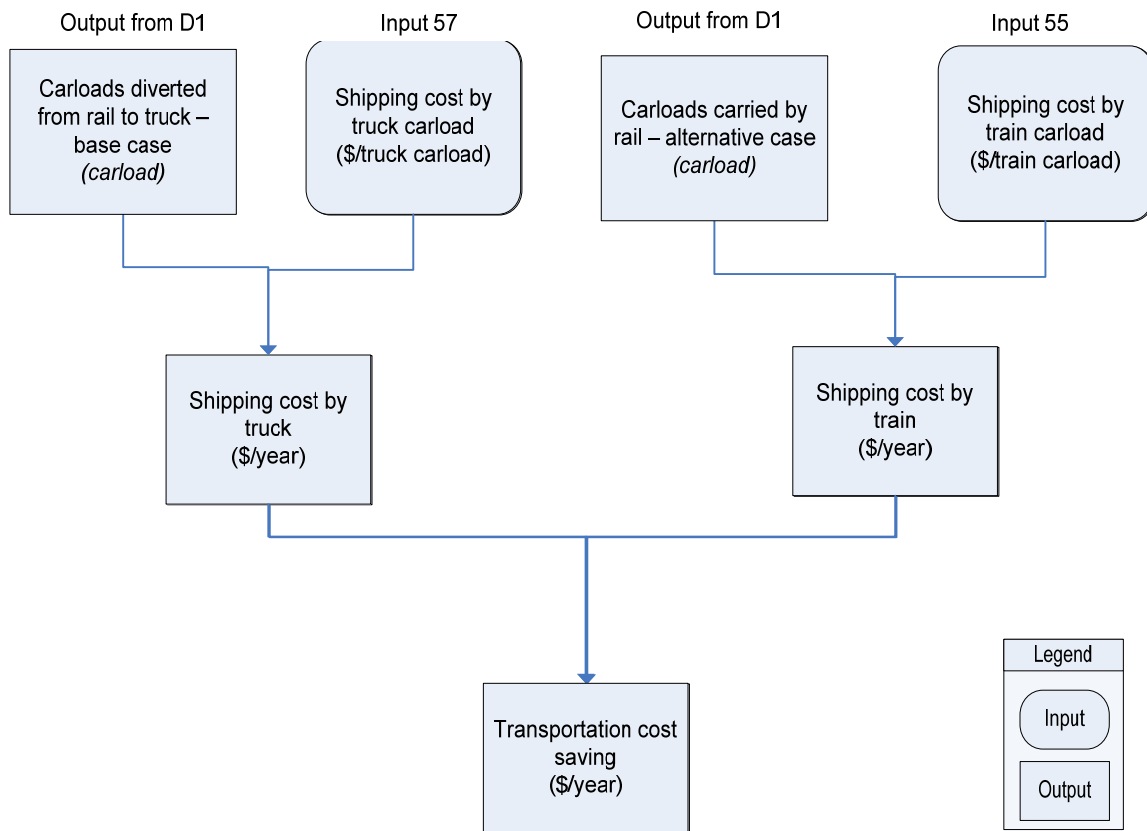 Output from D1
Input 57
Output from D1
Input 55
Carloads diverted
from rail to truck –
base case
(carload)
Shipping cost by
truck carload
($/truck carload)
Carloads carried by
rail – alternative case
(carload)
Shipping cost by
train carload
($/train carload)
Shipping cost by
truck
($/year)
Shipping cost by
train
($/year)
Transportation cost
saving
($/year)
Legend
Input
Output